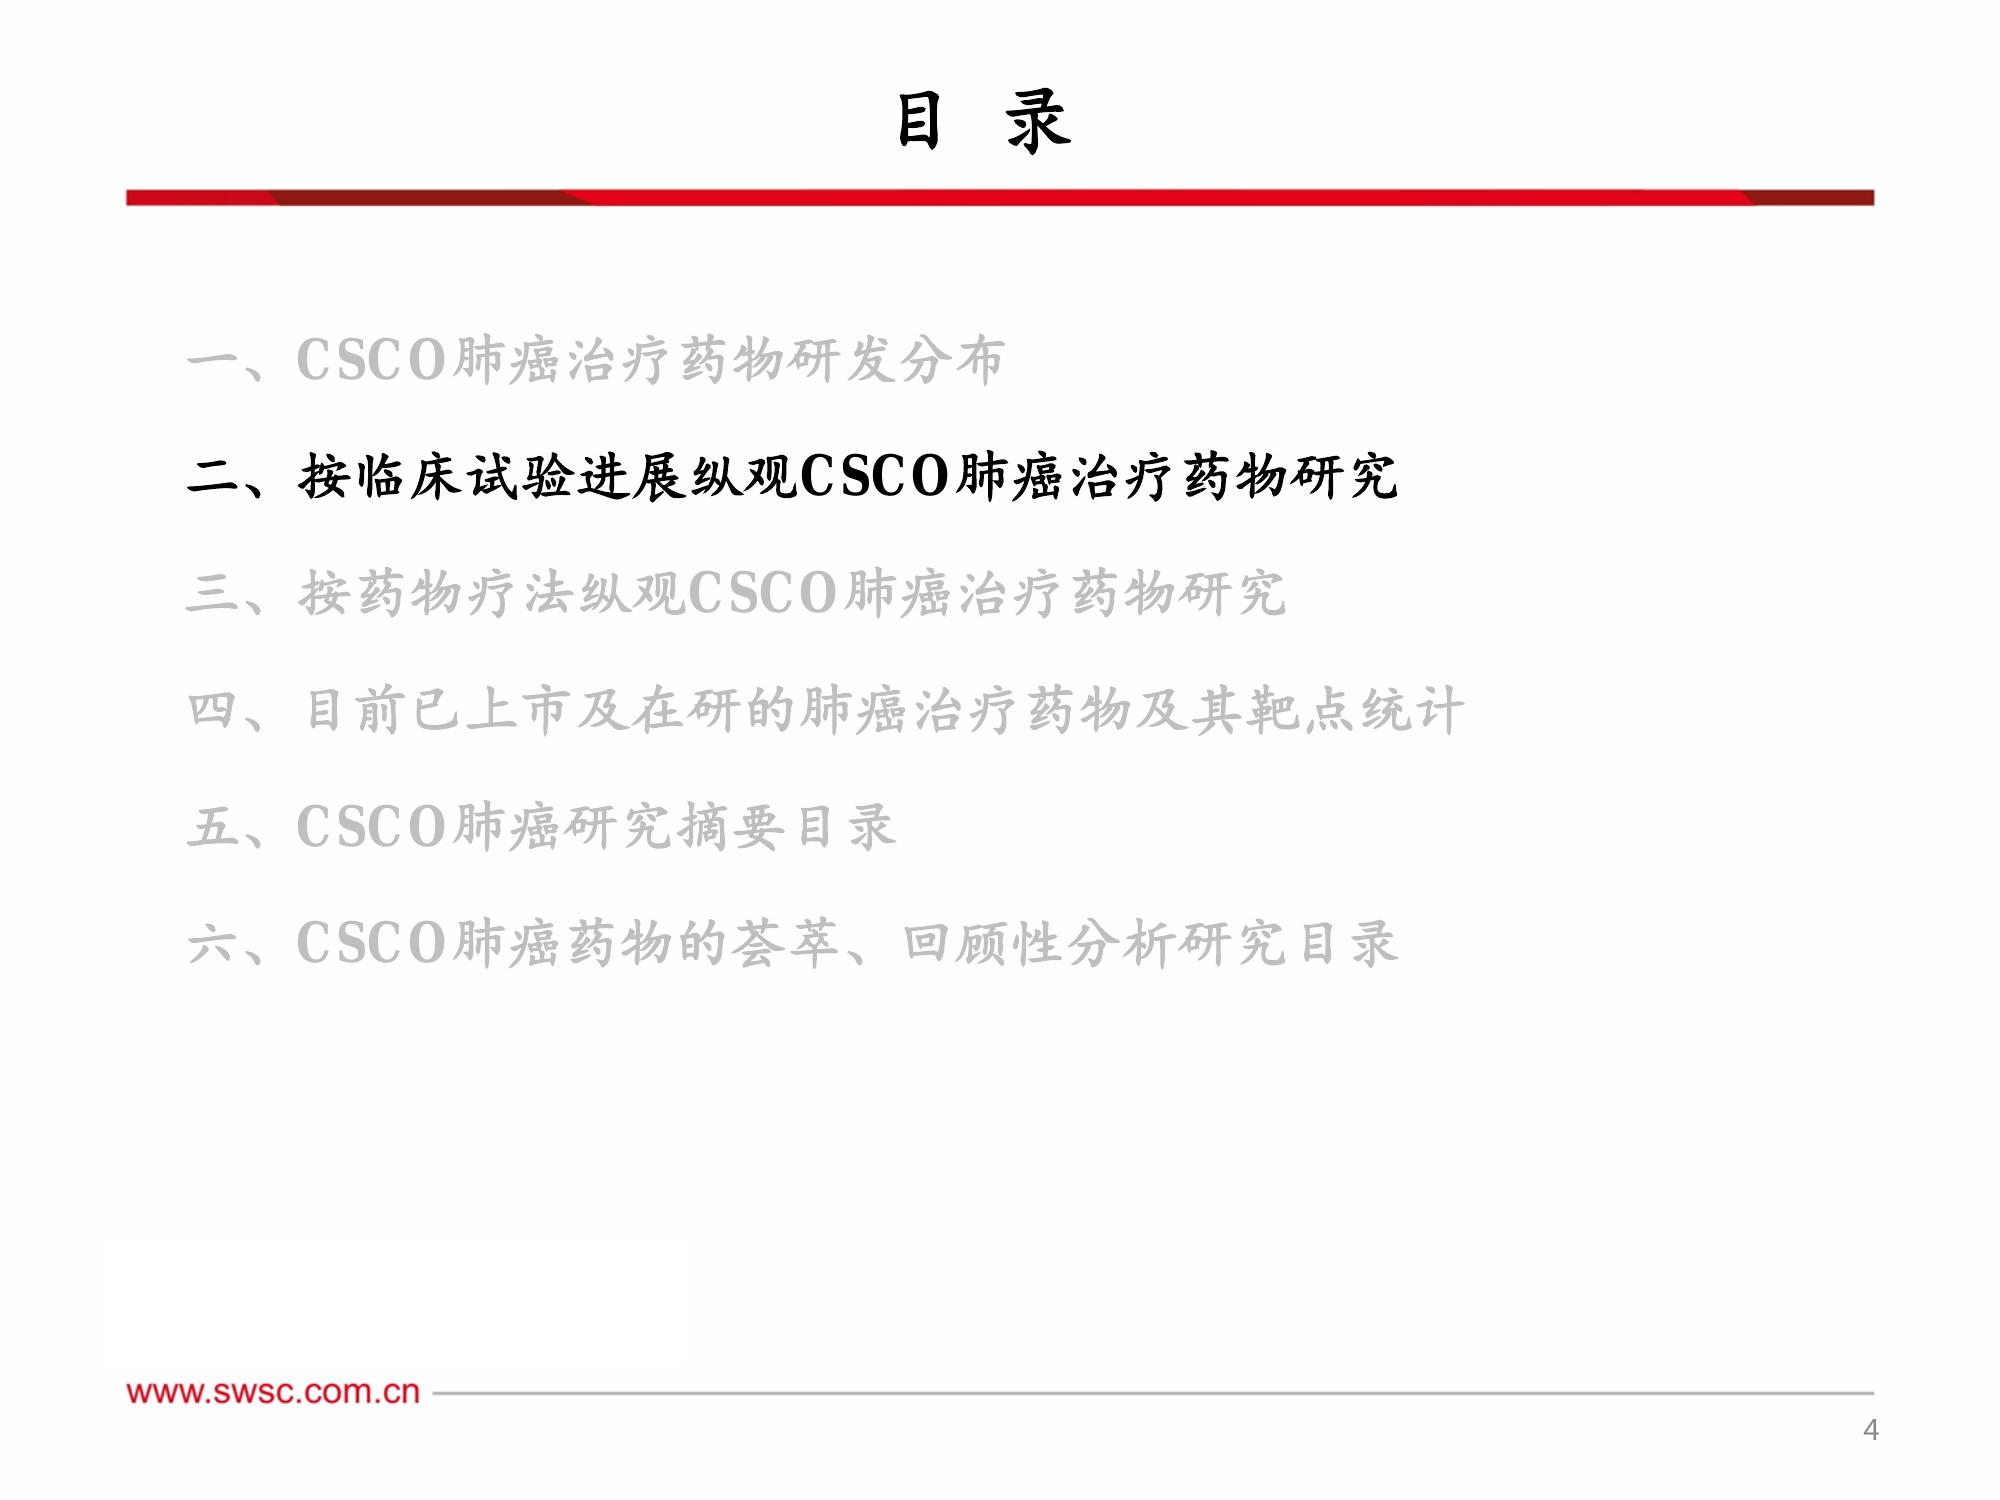 目 录
一、CSCO肺癌治疗药物研发分布
二、按临床试验进展纵观CSCO肺癌治疗药物研究
三、按药物疗法纵观CSCO肺癌治疗药物研究
四、目前已上市及在研的肺癌治疗药物及其靶点统计
五、CSCO肺癌研究摘要目录
六、CSCO肺癌药物的荟萃、回顾性分析研究目录
www.swsc.com.cn
4